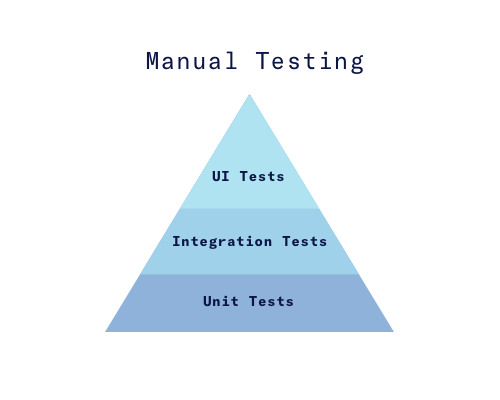 Manual Testing
UI Tests
Integration Tests
Unit Tests